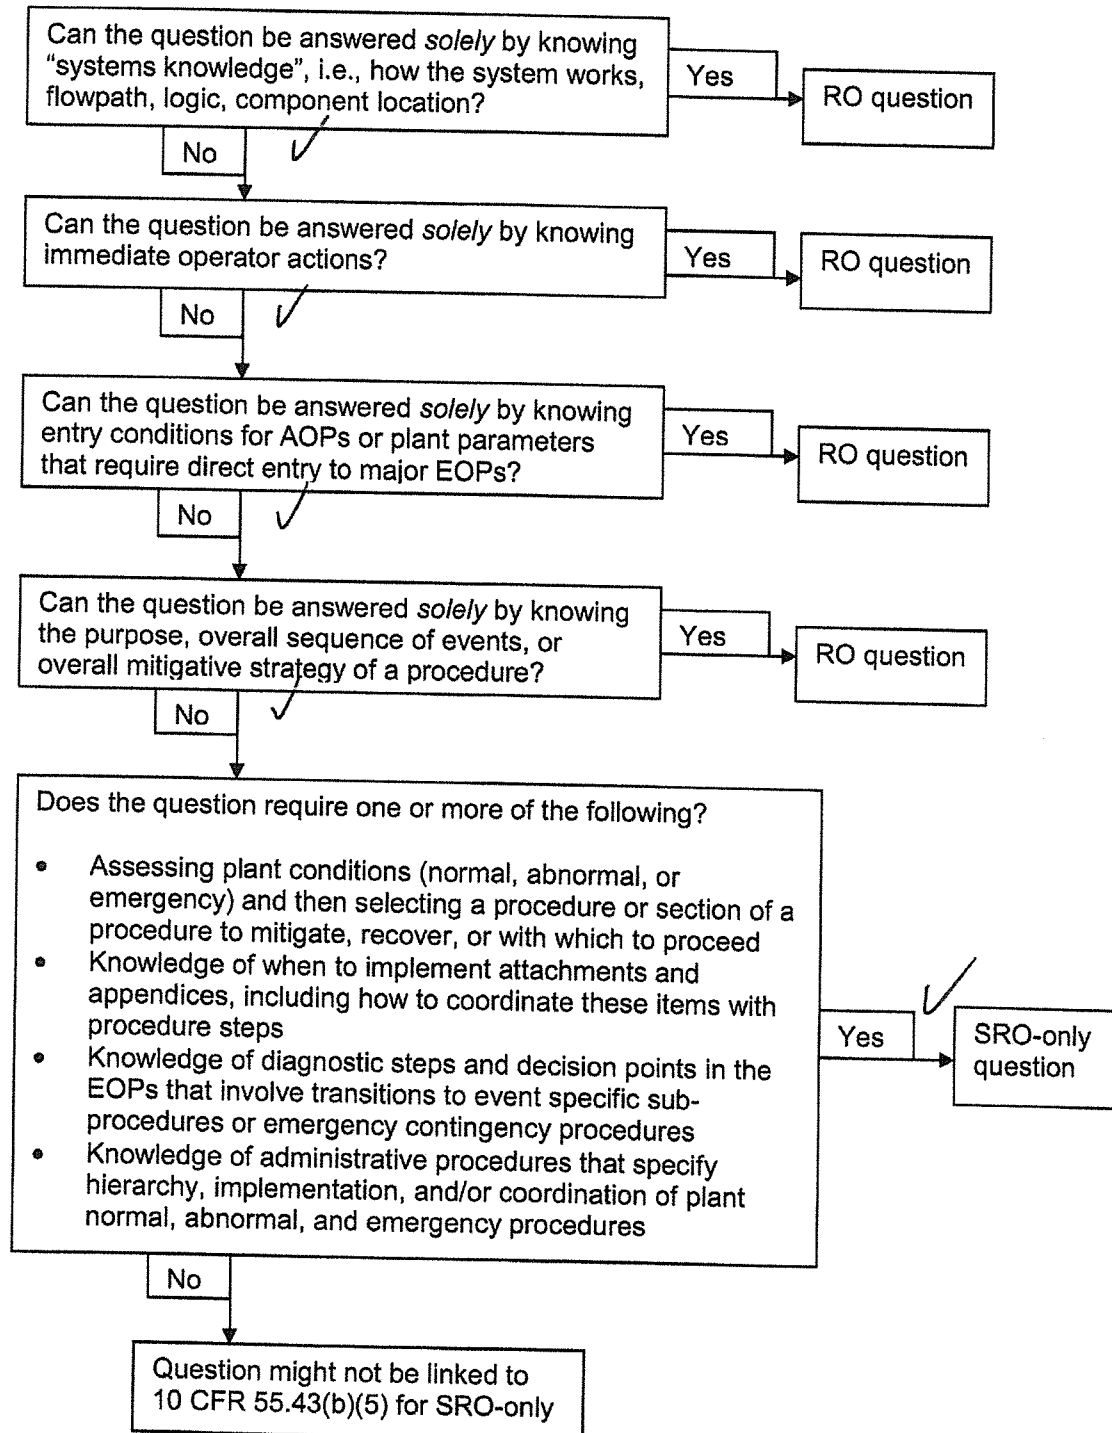 Can the question be answered solely by knowing
“systems knowledge”, i.e., how the system works,
flowpath, logic, component location?
Yes
RO question
No
Can the question be answered solely by knowing
immediate operator actions?
Yes
RO question
No
Can the question be answered solely by knowing
entry conditions for AOPs or plant parameters
that require direct entry to major EOPs?
Yes
RO question
No
Can the question be answered solely by knowing
the purpose, overall sequence of events, or
overall mitigative strategy of a procedure?
Yes
RO question
No
Does the question require one or more of the following?
• Assessing plant conditions (normal, abnormal, or
emergency) and then selecting a procedure or section of a
procedure to mitigate, recover, or with which to proceed
• Knowledge of when to implement attachments and
appendices, including how to coordinate these items with
procedure steps
• Knowledge of diagnostic steps and decision points in the
EOPs that involve transitions to event specific sub-
procedures or emergency contingency procedures
• Knowledge of administrative procedures that specify
hierarchy, implementation, and/or coordination of plant
normal, abnormal, and emergency procedures
Yes
SRO-only
question
No
Question might not be linked to
10 CFR 55.43(b)(5) for SRO-only